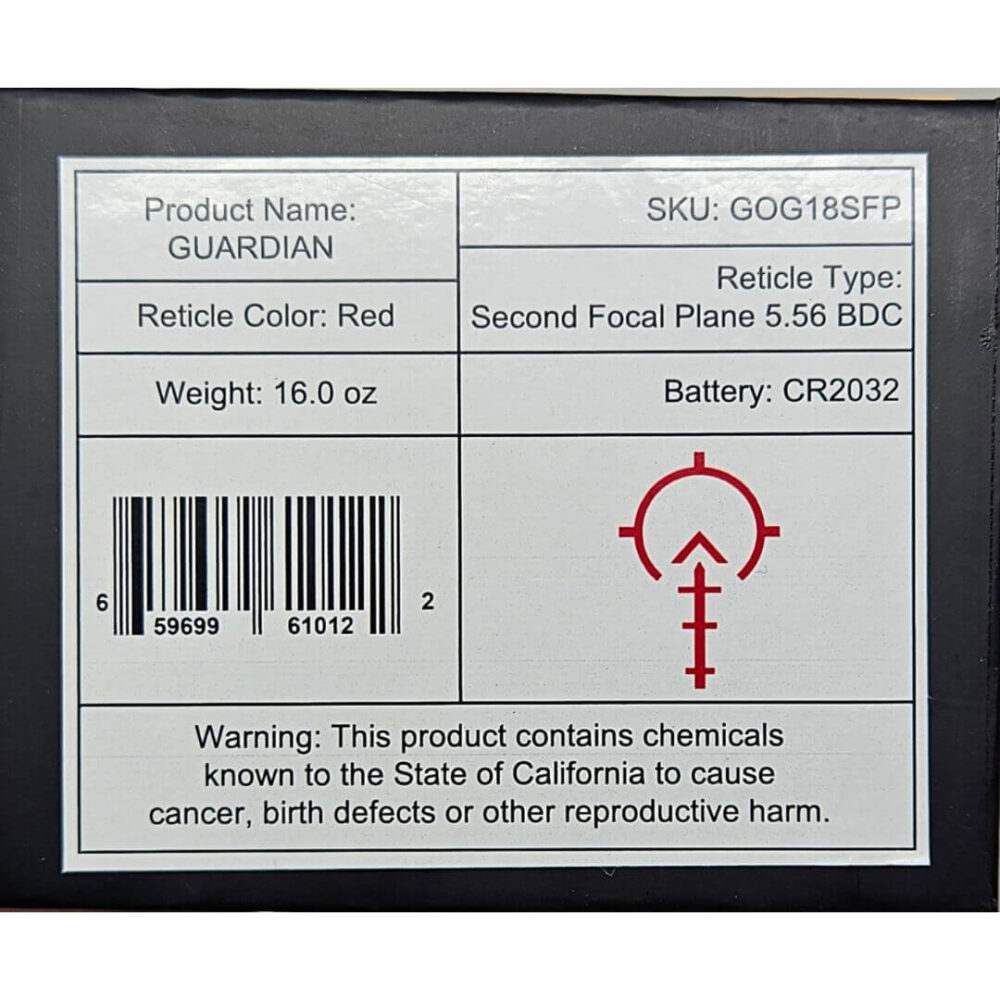 Product Name:
GUARDIAN
SKU: GOG18SFP
Reticle Color: Red
Reticle Type:
Second Focal Plane 5.56 BDC
Weight: 16.0 oz
Battery: CR2032
6 59699 61012 2
Warning: This product contains chemicals
known to the State of California to cause
cancer, birth defects or other reproductive harm.